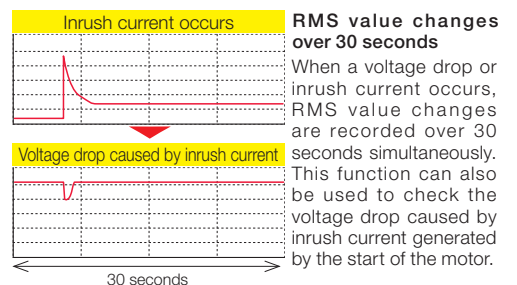 Inrush current occurs
Voltage drop caused by inrush current
30 seconds
RMS value changes
over 30 seconds
When a voltage drop or
inrush current occurs,
RMS value changes
are recorded over 30
seconds simultaneously.
This function can also
be used to check the
voltage drop caused by
inrush current generated
by the start of the motor.